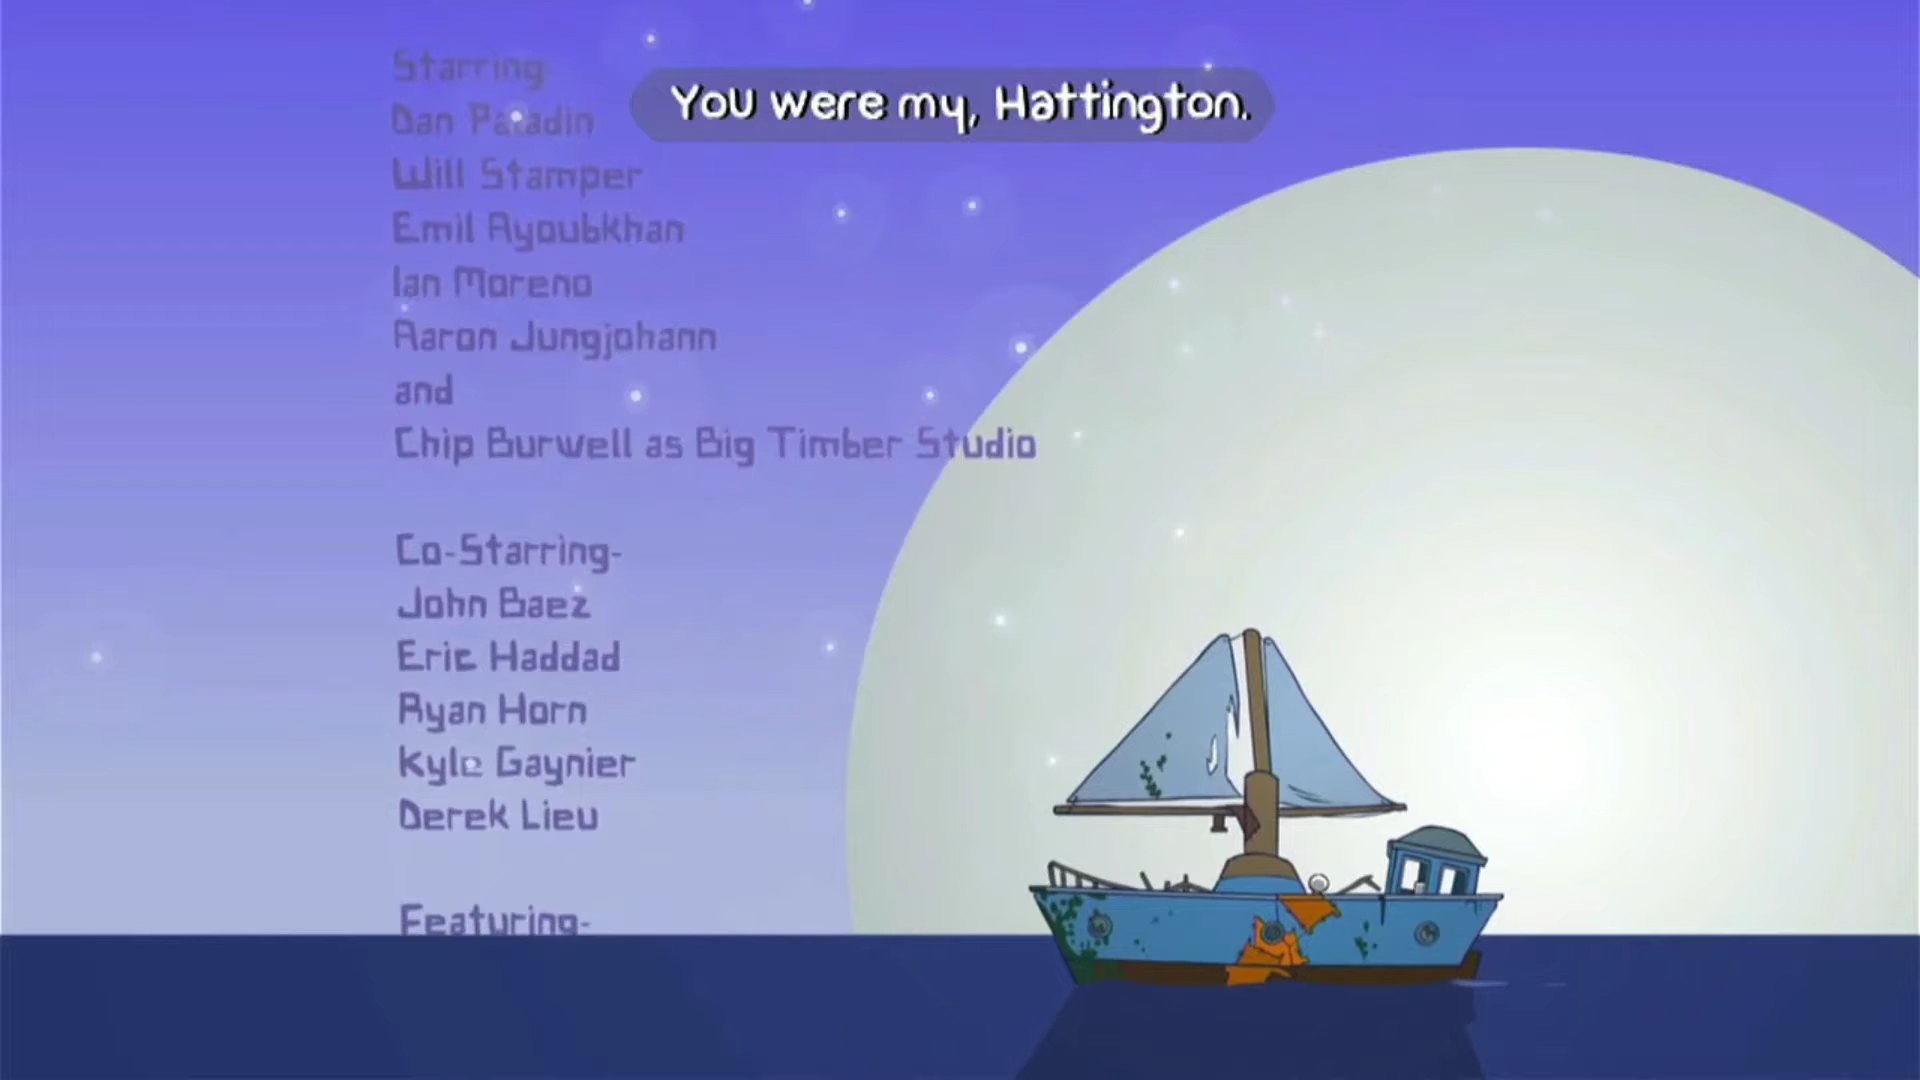 Starring
You were my, Hattington.
Dan Paladin
Will Stamper
Emil Ayoubkhan
Ian Moreno
Aaron Jungjohann
and
Chip Burwell as Big Timber Studio
Co-Starring-
John Baez
Eric Haddad
Ryan Horn
Kyle Gaynier
Derek Lieu
Featuring-